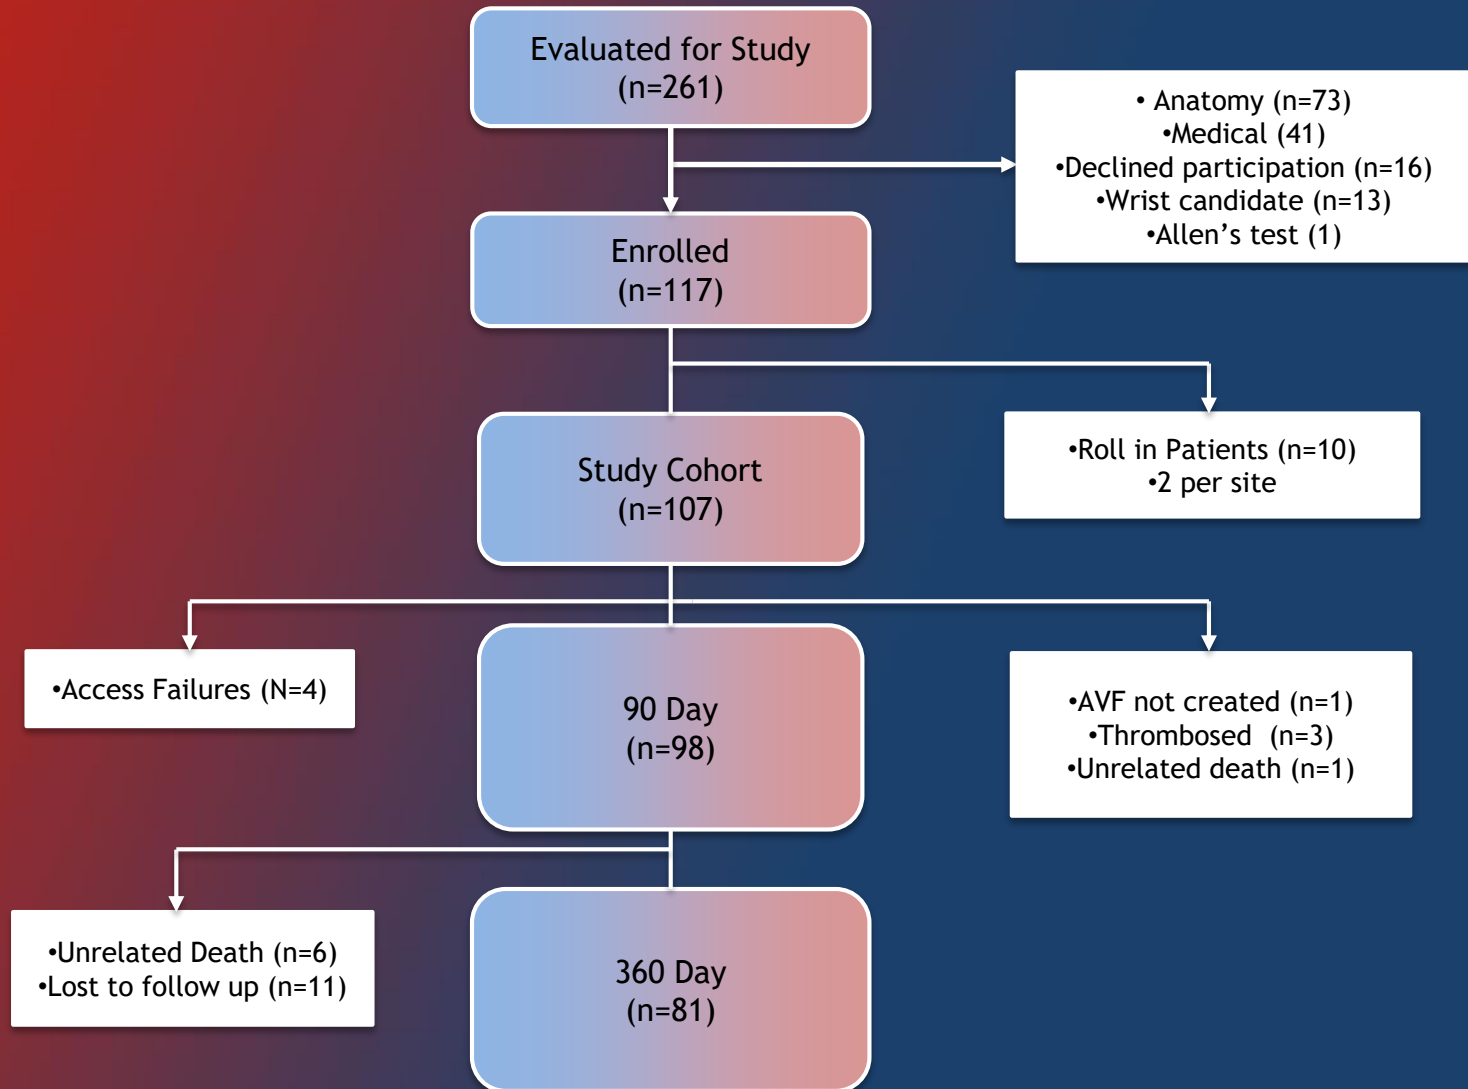 Evaluated for Study
(n=261)
• Anatomy (n=73)
•Medical (41)
•Declined participation (n=16)
•Wrist candidate (n=13)
•Allen’s test (1)
Enrolled
(n=117)
•Roll in Patients (n=10)
•2 per site
Study Cohort
(n=107)
•Access Failures (N=4)
90 Day
(n=98)
•AVF not created (n=1)
•Thrombosed  (n=3)
•Unrelated death (n=1)
•Unrelated Death (n=6)
•Lost to follow up (n=11)
360 Day
(n=81)